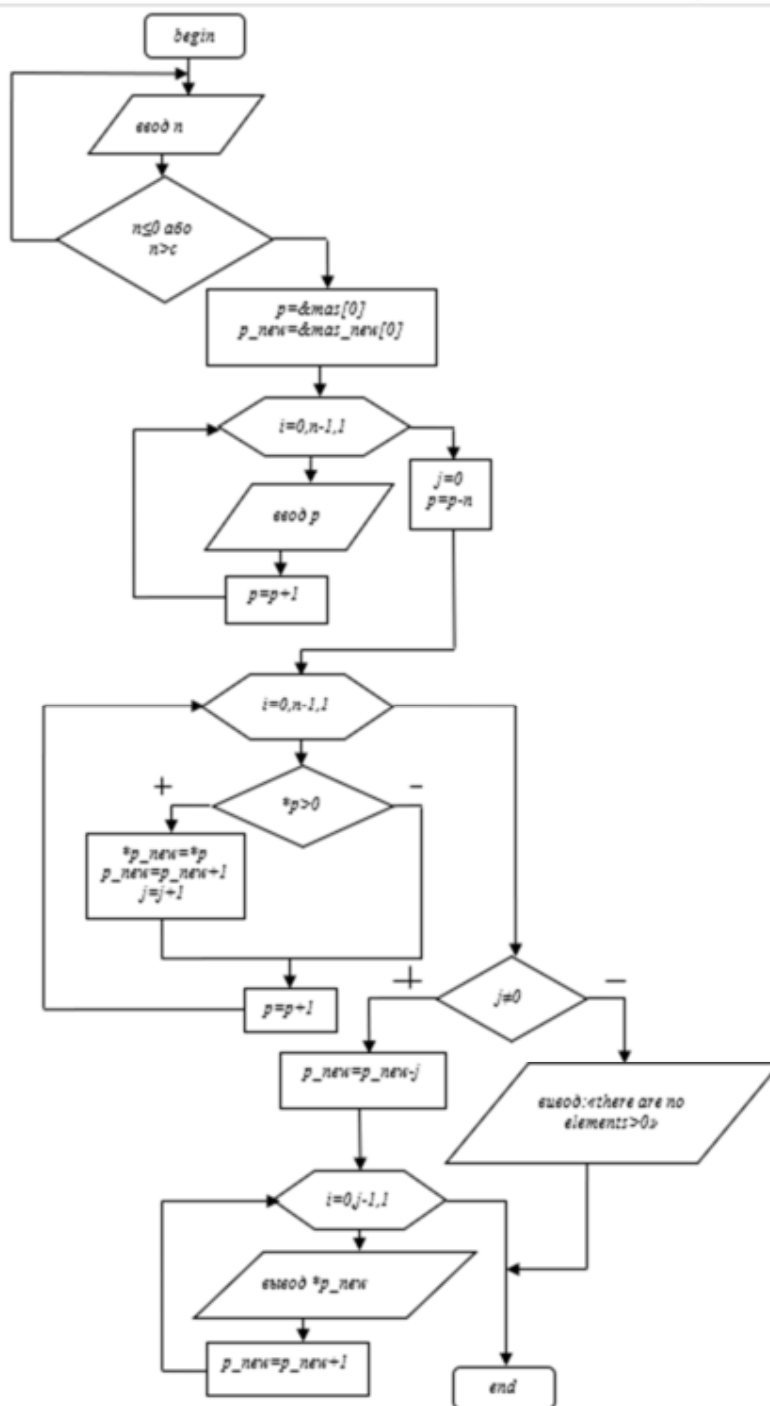 begin
ввод n
n≤0 або
n>c
p=&mas[0]
p_new=&mas_new[0]
i=0,n-1,1
j=0
p=p-n
ввод p
p=p+1
i=0,n-1,1
+
-
*p>0
*p_new=*p
p_new=p_new+1
j=j+1
p=p+1
+
-
j≠0
p_new=p_new-j
вывод:«there are no
elements>0»
i=0,j-1,1
вывод *p_new
p_new=p_new+1
end